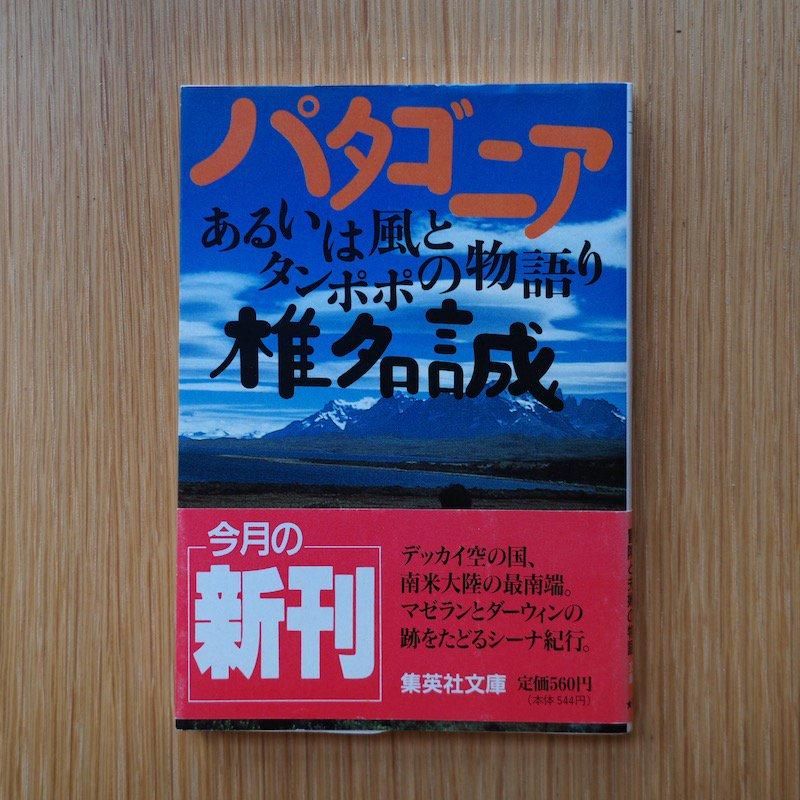 パタゴニア
あるいは風と
タンポポの物語り
椎名誠
今月の
新刊
デッカイ空の国、
南米大陸の最南端。
マゼランとダーウィンの
跡をたどるシーナ紀行。
集英社文庫 定価560円
(本体544円)